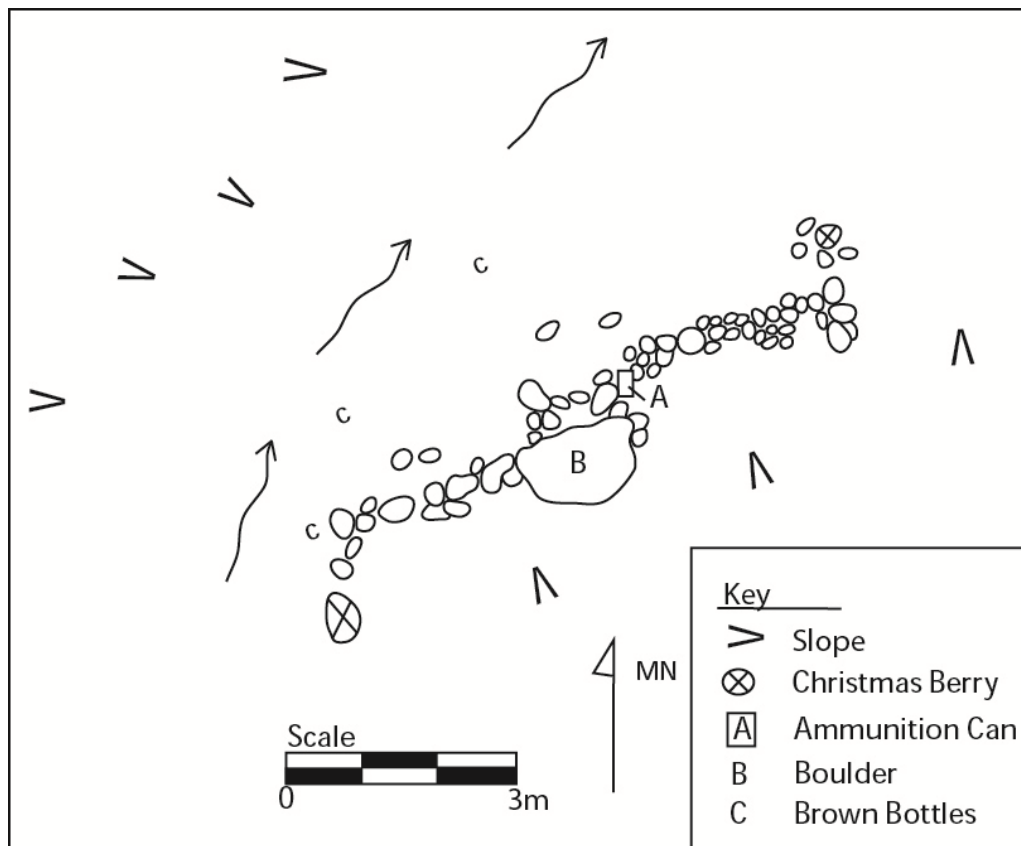 C
A
C
B
C
MN
Scale
0 3m
Key
Slope
Christmas Berry
A Ammunition Can
B Boulder
C Brown Bottles